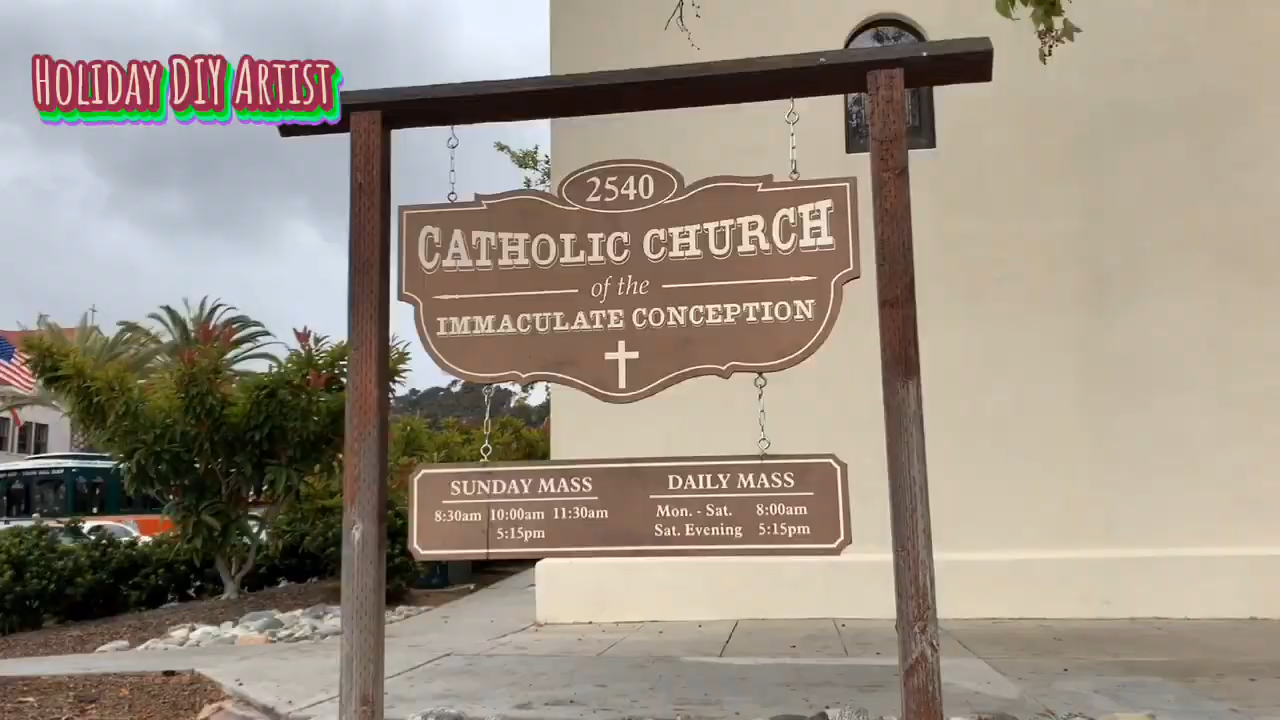 Holiday DIY Artist
2540
CATHOLIC CHURCH
of the
IMMACULATE CONCEPTION
SUNDAY MASS
8:30am 10:00am 11:30am
5:15pm
DAILY MASS
Mon. - Sat. 8:00am
Sat. Evening 5:15pm